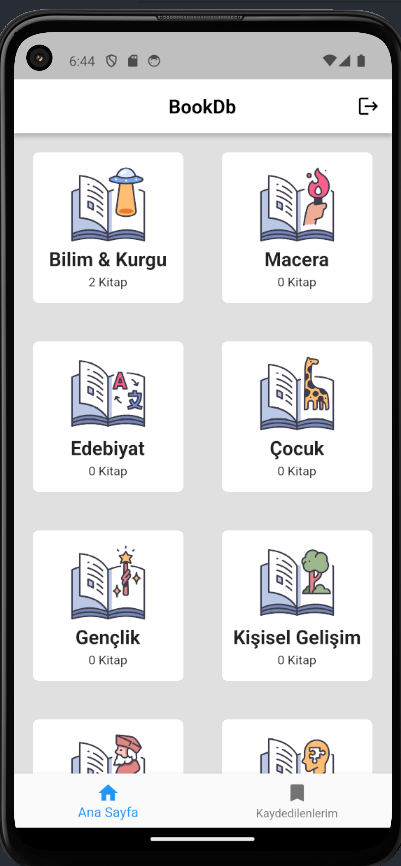 6:44
BookDb
Bilim & Kurgu
2 Kitap
Macera
0 Kitap
A
文
Edebiyat
0 Kitap
Çocuk
0 Kitap
Gençlik
0 Kitap
Kişisel Gelişim
0 Kitap
Ana Sayfa
Kaydedilenlerim